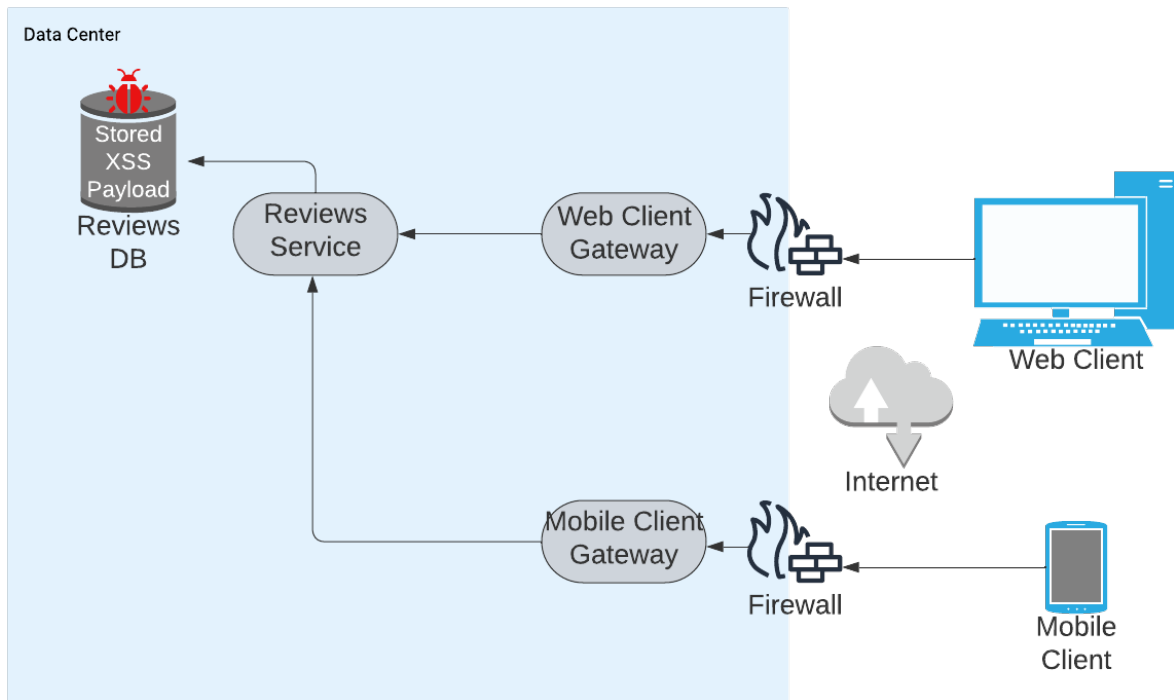 Data Center
Stored
XSS
Payload
Reviews
DB
Reviews
Service
Web Client
Gateway
Firewall
Web Client
Internet
Mobile Client
Gateway
Firewall
Mobile
Client